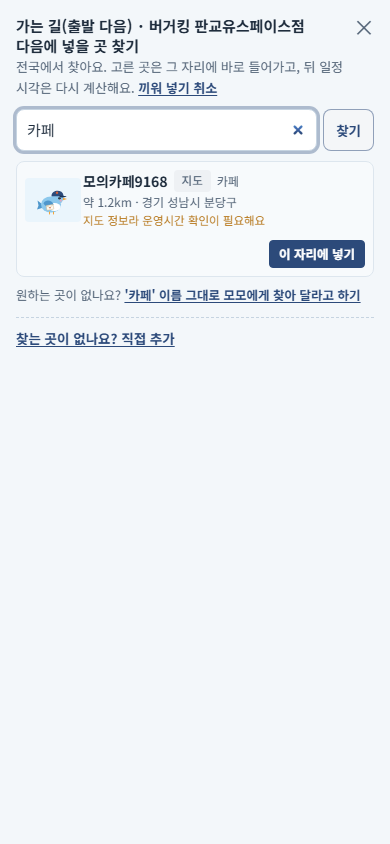 가는 길(출발 다음) · 버거킹 판교유스페이스점
다음에 넣을 곳 찾기
전국에서 찾아요. 고른 곳은 그 자리에 바로 들어가고, 뒤 일정
시각은 다시 계산해요. 끼워 넣기 취소
카페
찾기
모의카페9168 지도 카페
약 1.2km · 경기 성남시 분당구
지도 정보라 운영시간 확인이 필요해요
이 자리에 넣기
원하는 곳이 없나요? '카페' 이름 그대로 모모에게 찾아 달라고 하기
찾는 곳이 없나요? 직접 추가